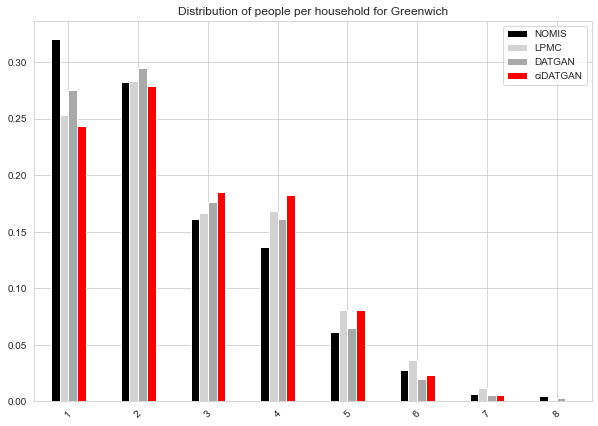 Distribution of people per household for Greenwich
NOMIS
LPMC
DATGAN
ciDATGAN
0.30
0.25
0.20
0.15
0.10
0.05
0.00
1 2 3 4 5 6 7 8